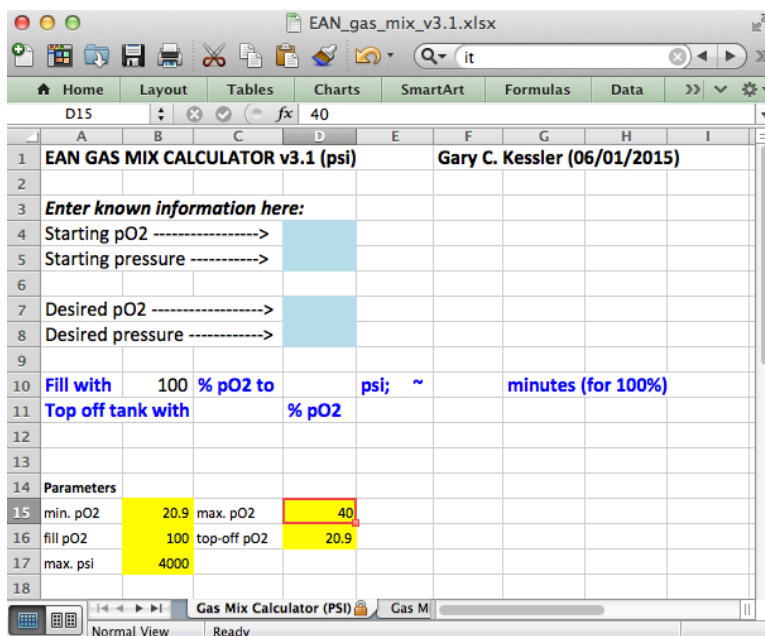 EAN_gas_mix_v3.1.xlsx
it
Home Layout Tables Charts SmartArt Formulas Data
D15 fx 40
A B C D E F G H I
1 EAN GAS MIX CALCULATOR v3.1 (psi) Gary C. Kessler (06/01/2015)
2
3 Enter known information here:
4 Starting pO2 ----------------->
5 Starting pressure ----------->
6
7 Desired pO2 ------------------>
8 Desired pressure ------------>
9
10 Fill with 100 % pO2 to psi; ~ minutes (for 100%)
11 Top off tank with % pO2
12
13
14 Parameters
15 min. pO2 20.9 max. pO2 40
16 fill pO2 100 top-off pO2 20.9
17 max. psi 4000
18
Gas Mix Calculator (PSI) Gas M
Normal View Ready